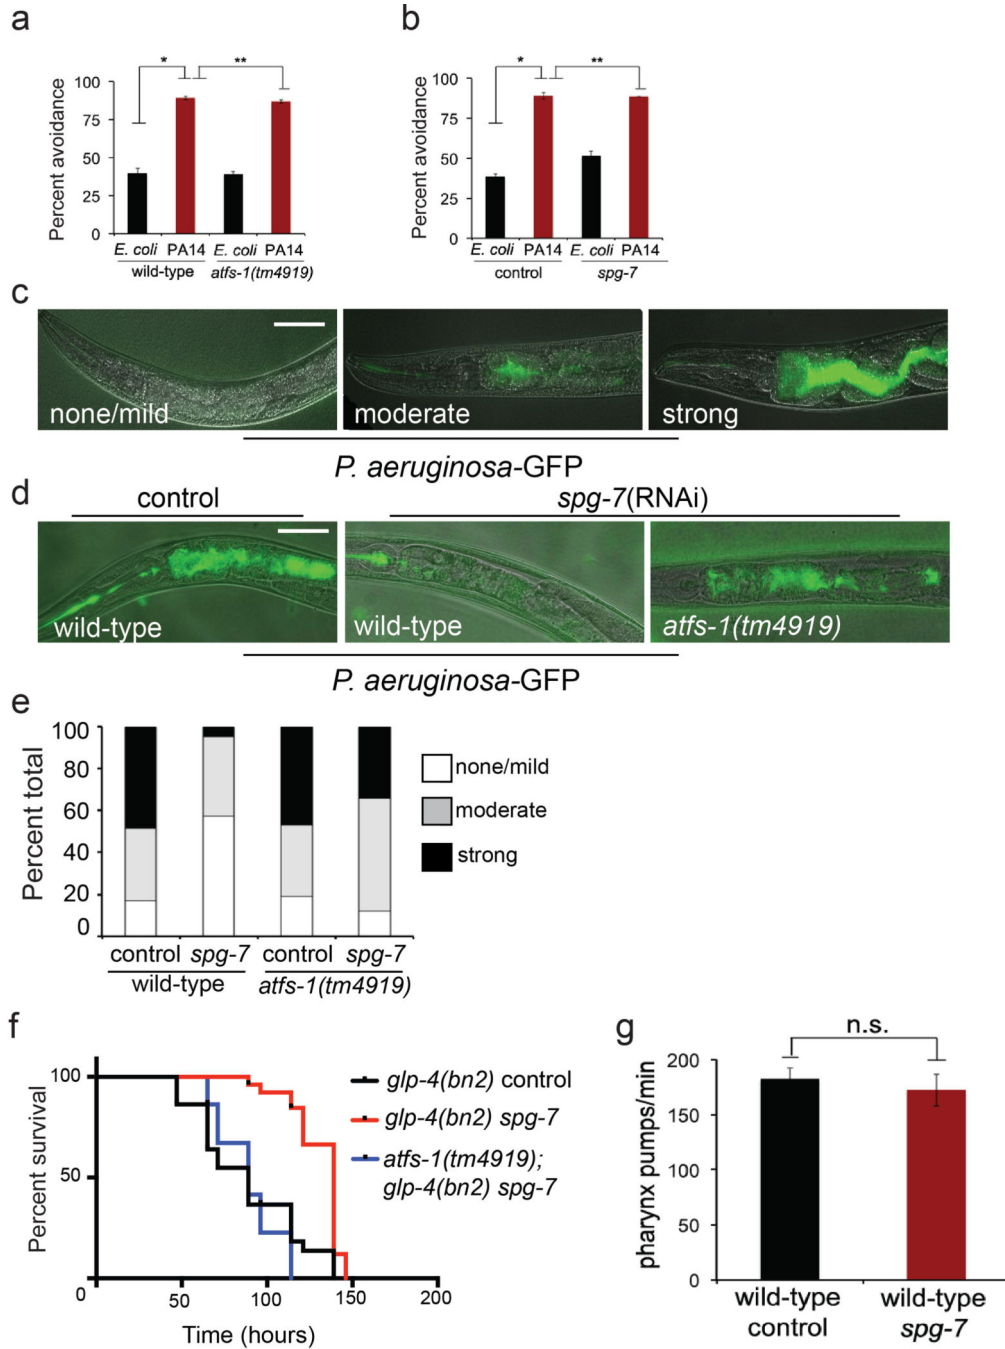 a
Percent avoidance
100
75
50
25
0
*
**
E. coli PA14 E. coli PA14
wild-type atfs-1(tm4919)
b
Percent avoidance
100
75
50
25
0
*
**
E. coli PA14 E. coli PA14
control spg-7
c
none/mild
moderate
strong
P. aeruginosa-GFP
d
control
spg-7(RNAi)
wild-type
wild-type
atfs-1(tm4919)
P. aeruginosa-GFP
e
Percent total
100
80
60
40
20
0
control spg-7 control spg-7
wild-type atfs-1(tm4919)
none/mild
moderate
strong
f
Percent survival
100
50
0 50 100 150 200
Time (hours)
glp-4(bn2) control
glp-4(bn2) spg-7
atfs-1(tm4919);
glp-4(bn2) spg-7
g
pharynx pumps/min
200
150
100
50
0
n.s.
wild-type wild-type
control spg-7